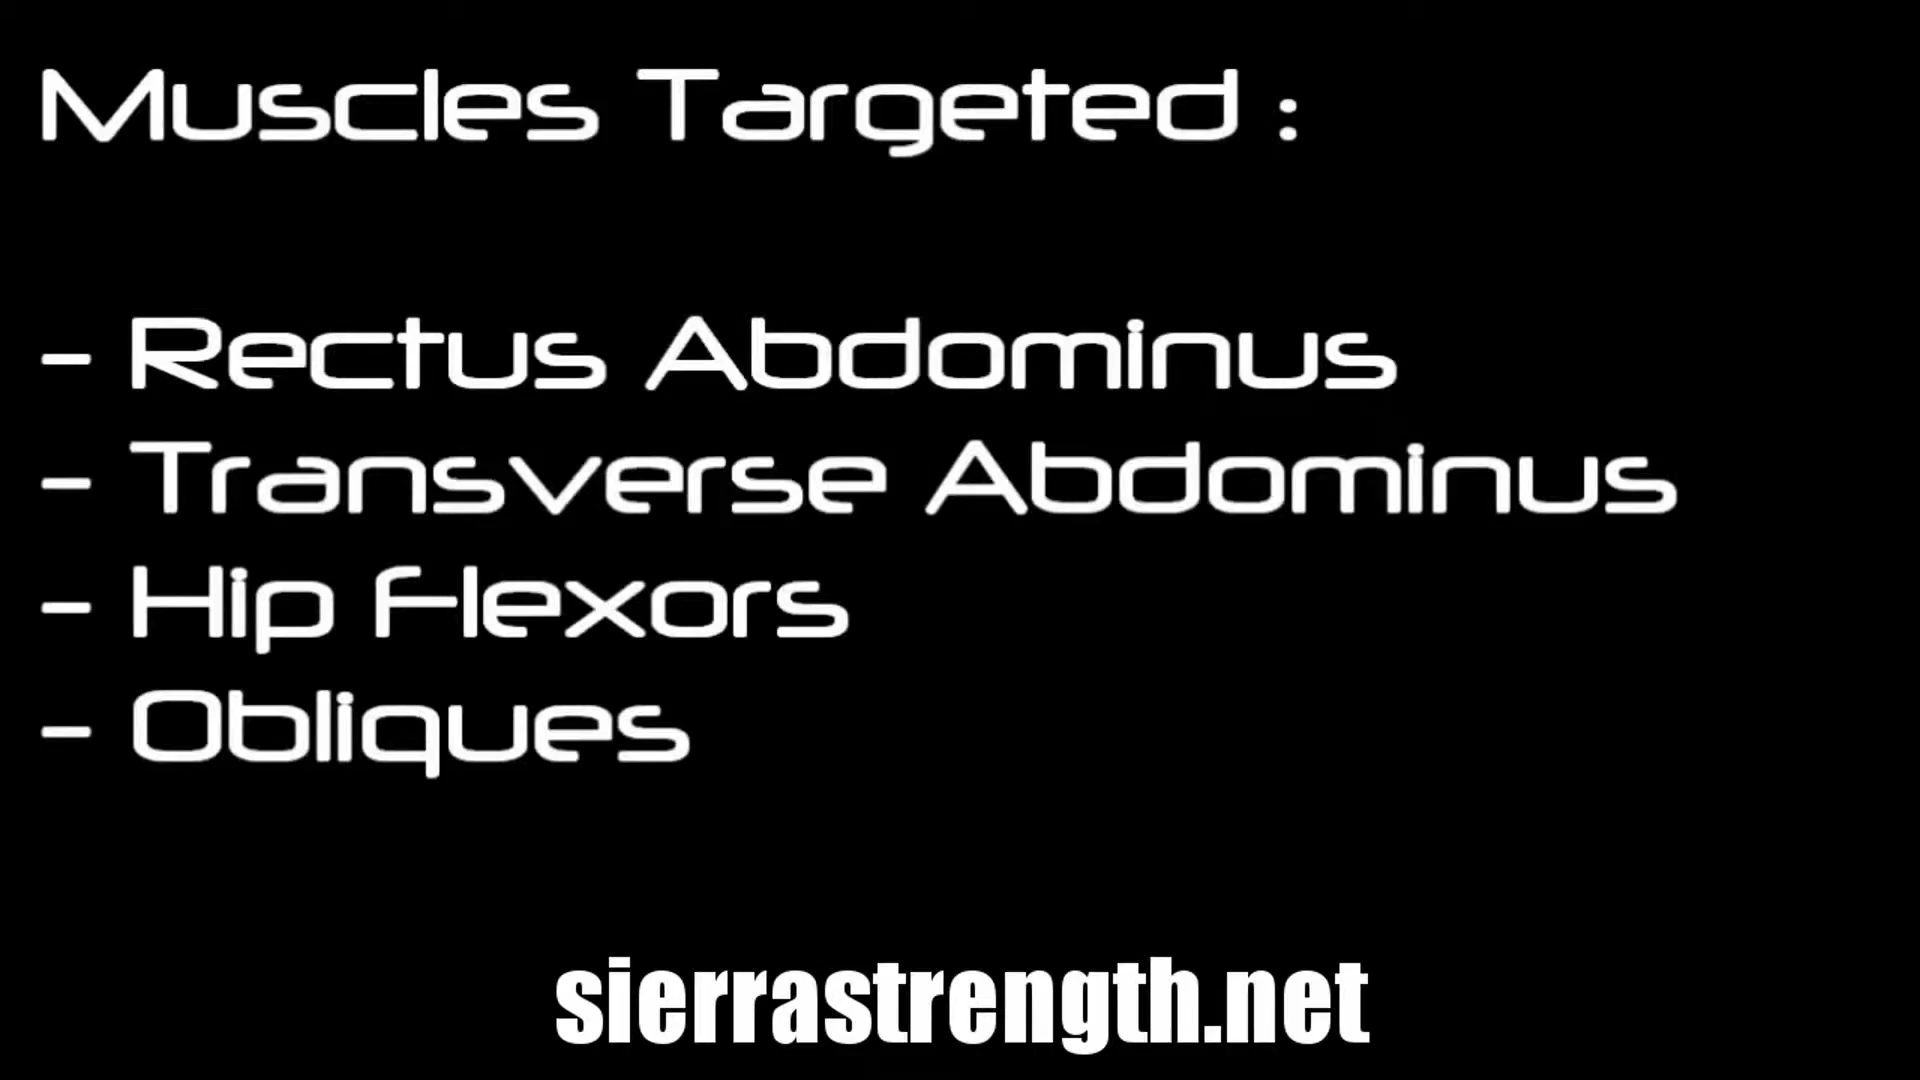 Muscles Targeted :
- Rectus Abdominus
- Transverse Abdominus
- Hip Flexors
- Obliques
sierrastrength.net